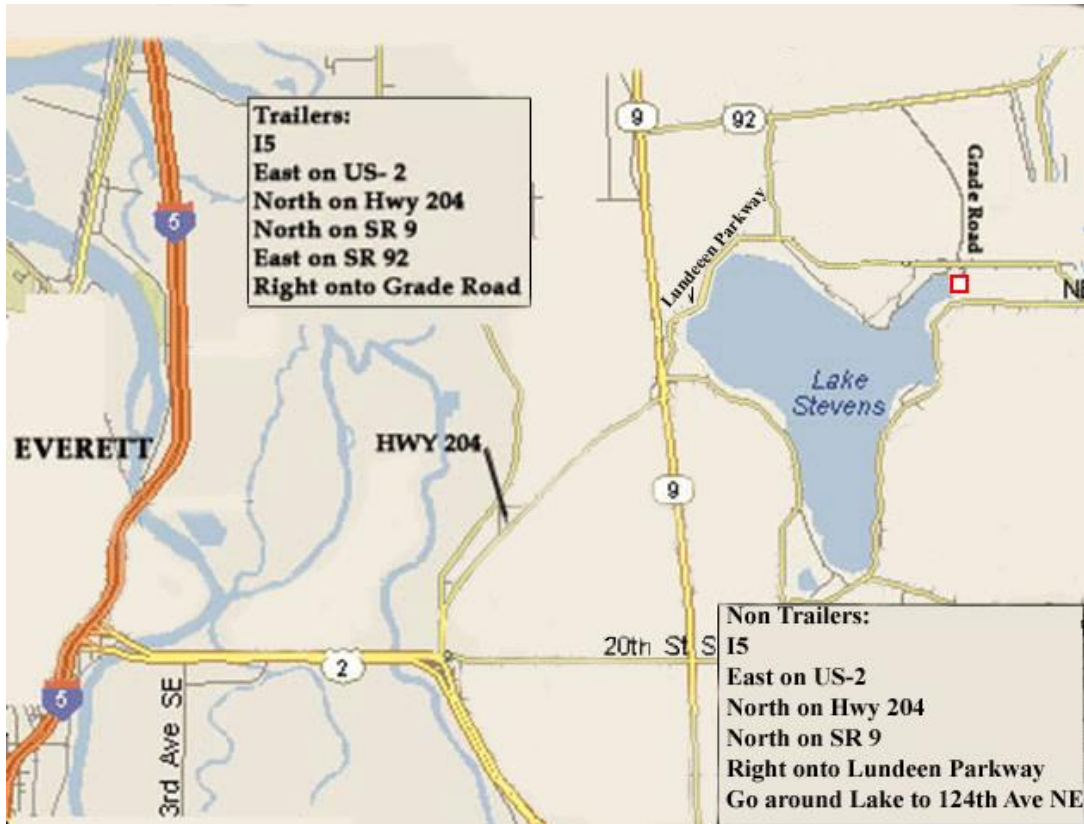 Trailers:
I5
East on US- 2
North on Hwy 204
North on SR 9
East on SR 92
Right onto Grade Road
9
92
5
Grade Road
Lundeeen Parkway
NE
Lake
Stevens
EVERETT
HWY 204
9
20th St S
2
5
3rd Ave SE
Non Trailers:
I5
East on US-2
North on Hwy 204
North on SR 9
Right onto Lundeen Parkway
Go around Lake to 124th Ave NE